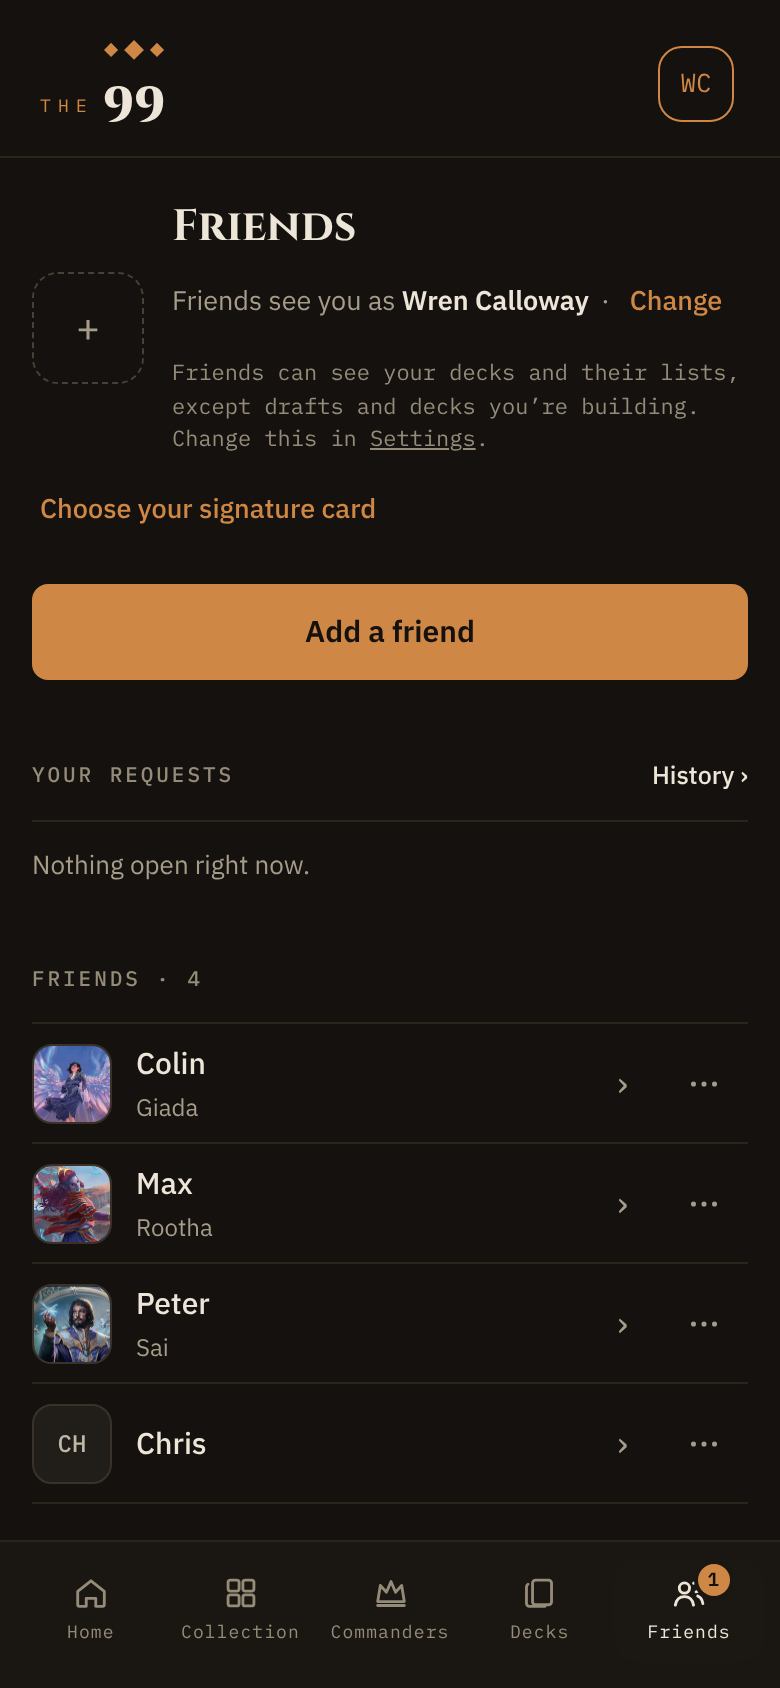 THE 99
WC
Friends
+
Friends see you as Wren Calloway · Change
Friends can see your decks and their lists,
except drafts and decks you’re building.
Change this in Settings.
Choose your signature card
Add a friend
YOUR REQUESTS
History ›
Nothing open right now.
FRIENDS · 4
Colin
Giada
Max
Rootha
Peter
Sai
CH
Chris
1
Home
Collection
Commanders
Decks
Friends